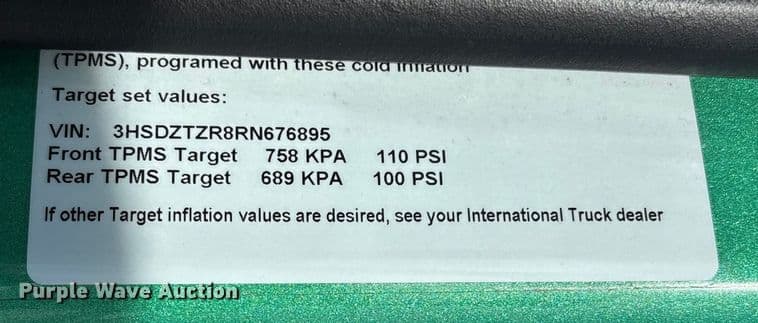 (TPMS), programed with these cold inflation
Target set values:
VIN: 3HSDZTZR8RN676895
Front TPMS Target 758 KPA 110 PSI
Rear TPMS Target 689 KPA 100 PSI
If other Target inflation values are desired, see your International Truck dealer
Purple Wave Auction